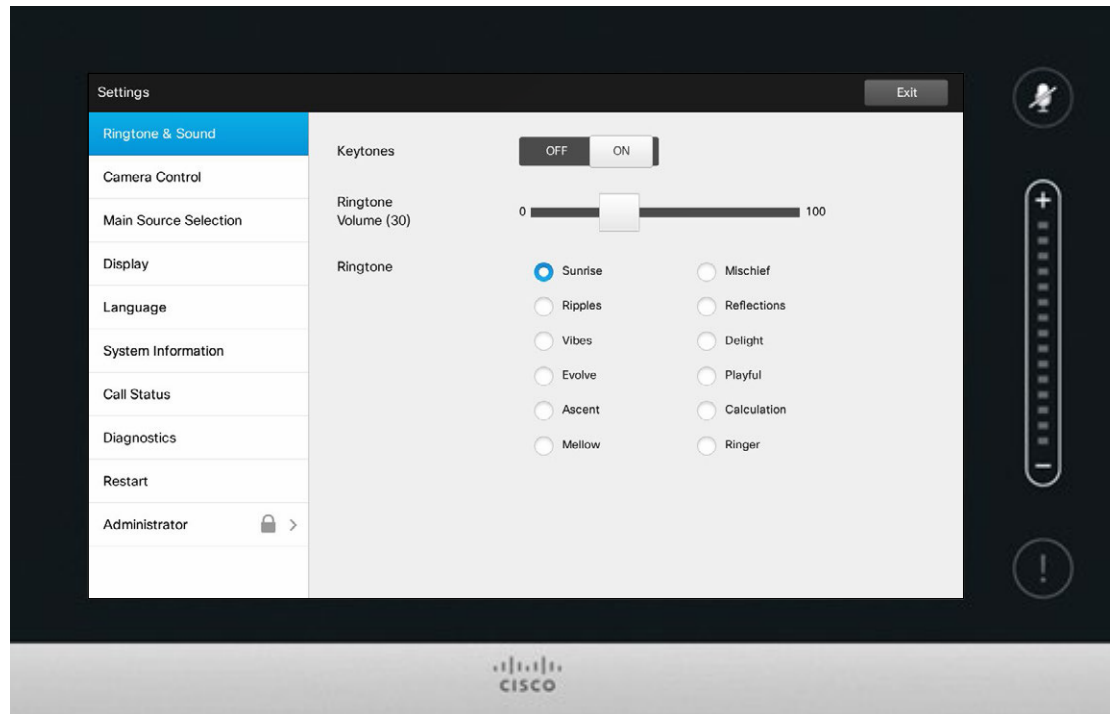 Settings
Exit
Ringtone & Sound
Camera Control
Main Source Selection
Display
Language
System Information
Call Status
Diagnostics
Restart
Administrator
Keytones
OFF ON
Ringtone
Volume (30)
0 100
Ringtone
Sunrise Mischief
Ripples Reflections
Vibes Delight
Evolve Playful
Ascent Calculation
Mellow Ringer
+
−
!
CISCO